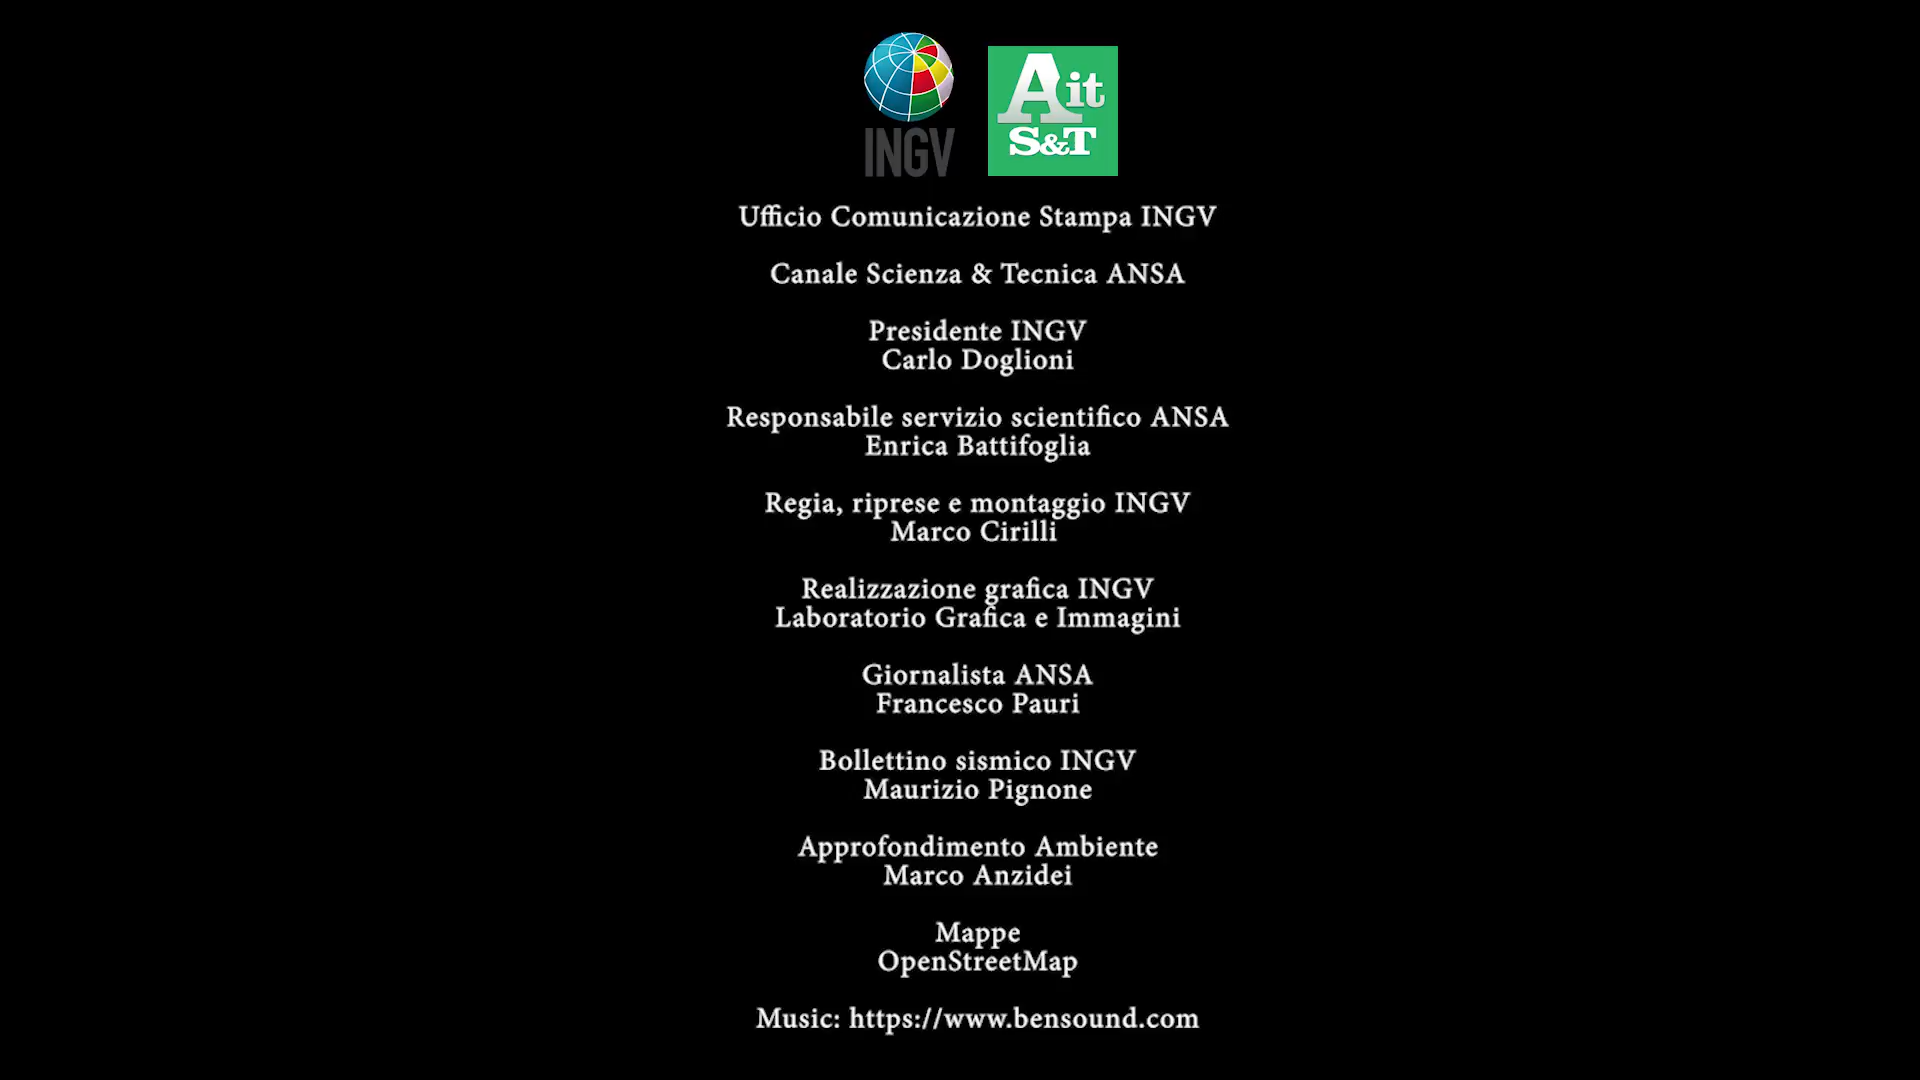 INGV
Ait
S&T
Ufficio Comunicazione Stampa INGV
Canale Scienza & Tecnica ANSA
Presidente INGV
Carlo Doglioni
Responsabile servizio scientifico ANSA
Enrica Battifoglia
Regia, riprese e montaggio INGV
Marco Cirilli
Realizzazione grafica INGV
Laboratorio Grafica e Immagini
Giornalista ANSA
Francesco Pauri
Bollettino sismico INGV
Maurizio Pignone
Approfondimento Ambiente
Marco Anzidei
Mappe
OpenStreetMap
Music: https://www.bensound.com